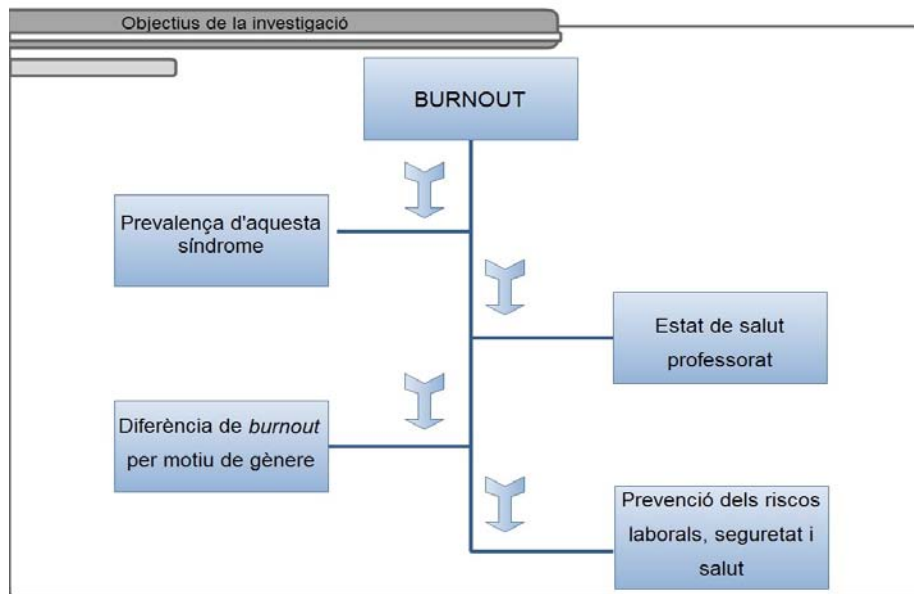 Objectius de la investigació
BURNOUT
Prevalença d'aquesta
síndrome
Estat de salut
professorat
Diferència de burnout
per motiu de gènere
Prevenció dels riscos
laborals, seguretat i
salut